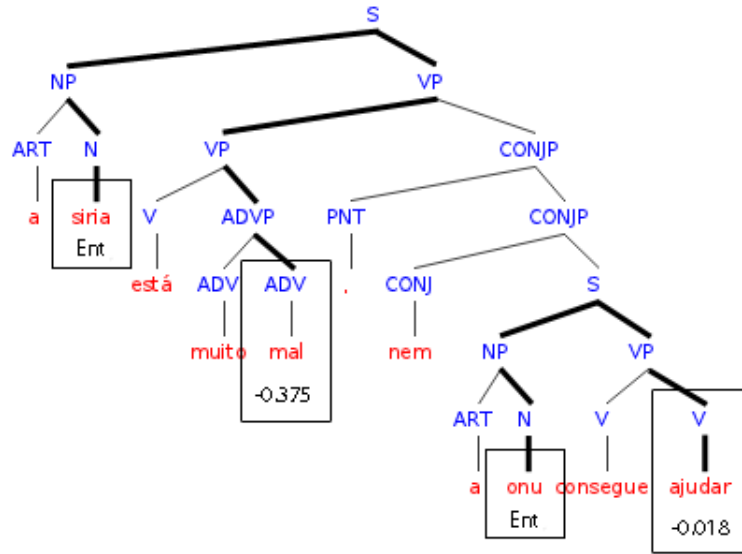 S
NP VP
ART N VP CONJP
a siria V ADVP PNT CONJP
Ent
está ADV ADV . CONJ S
muito mal nem NP VP
-0.375
ART N V V
a onu consegue ajudar
Ent -0.018